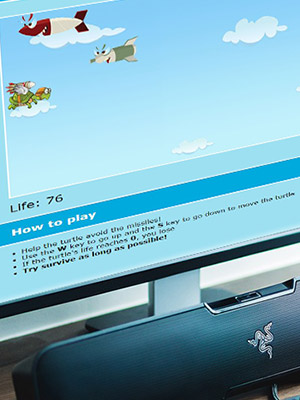 Life: 76
How to play
• Help the turtle avoid the missiles!
• Use the W key to go up and the S key to go down to move the turtle
• If the turtle's life reaches 0, you lose
• Try survive as long as possible!